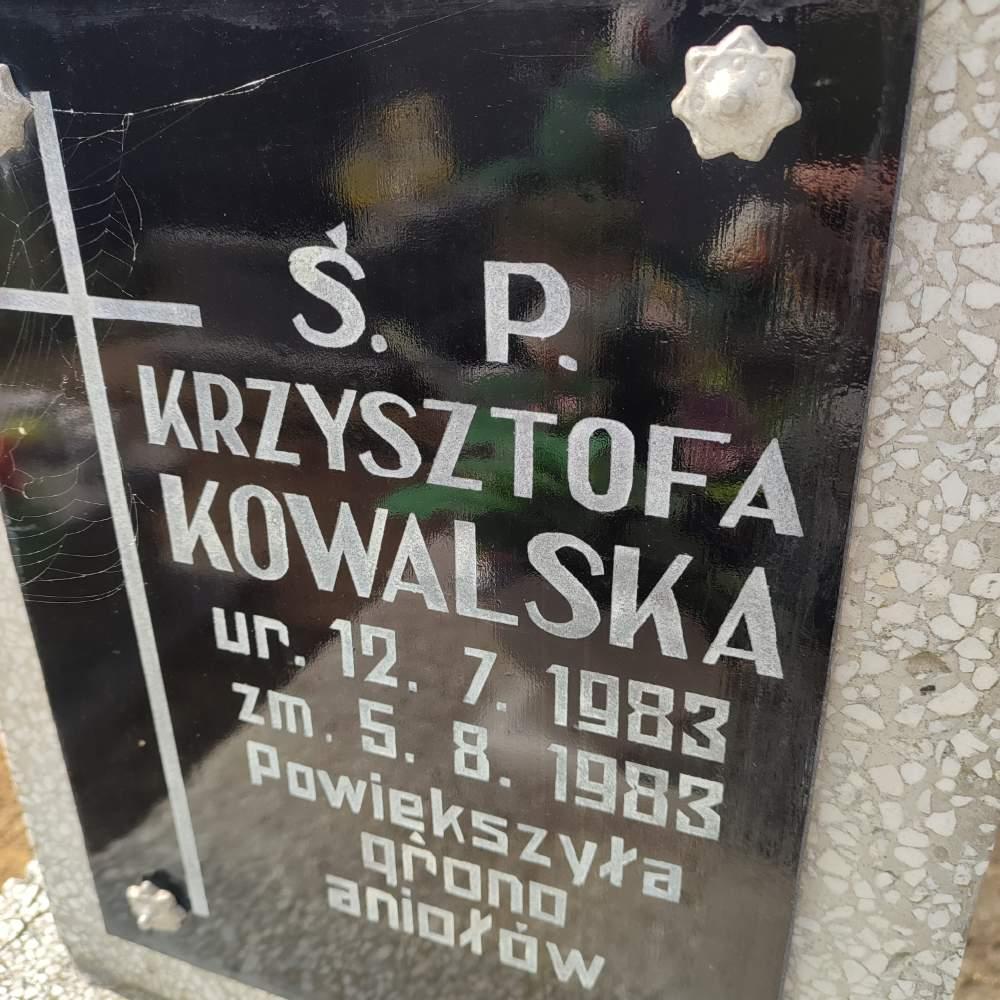 Ś. P.
KRZYSZTOFA
KOWALSKA
ur. 12. 7. 1983
zm. 5. 8. 1983
Powiększyła
grono
aniołów